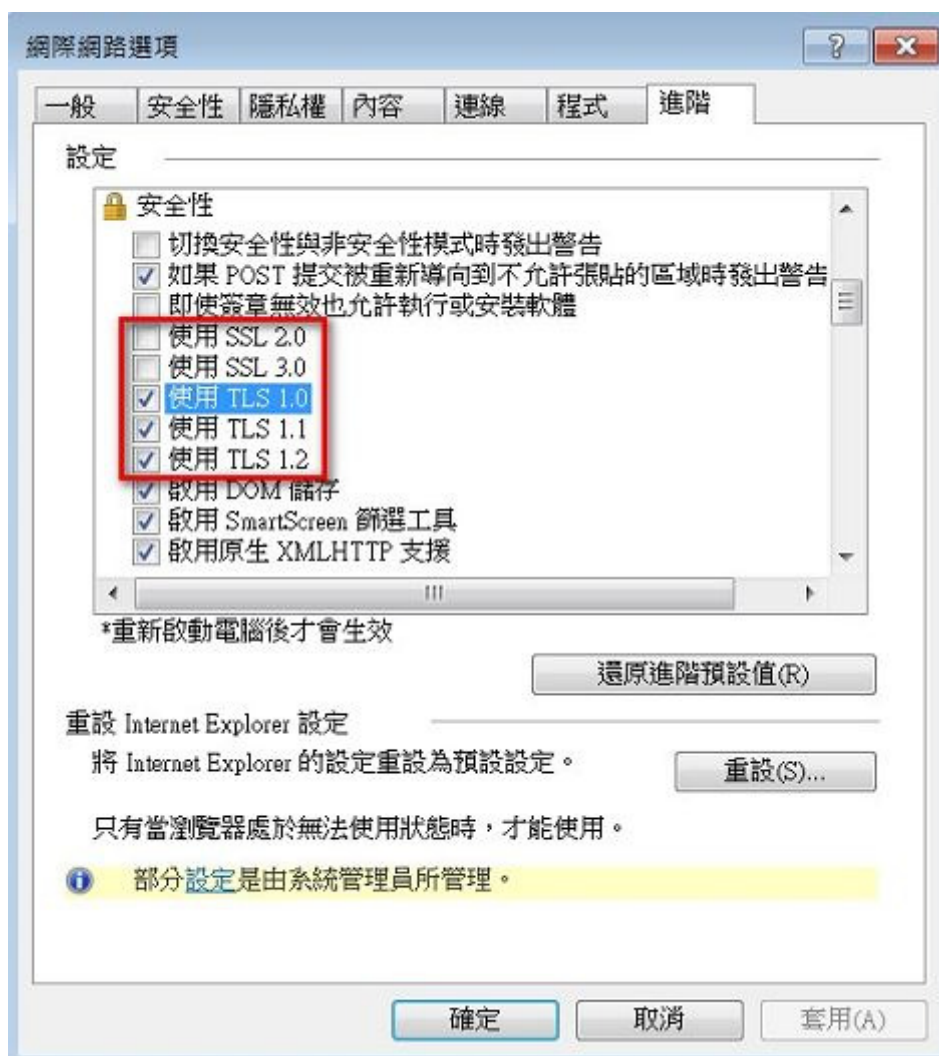 網際網路選項
一般 安全性 隱私權 內容 連線 程式 進階
設定
安全性
切換安全性與非安全性模式時發出警告
如果 POST 提交被重新導向到不允許張貼的區域時發出警告
即使簽章無效也允許執行或安裝軟體
使用 SSL 2.0
使用 SSL 3.0
使用 TLS 1.0
使用 TLS 1.1
使用 TLS 1.2
啟用 DOM 儲存
啟用 SmartScreen 篩選工具
啟用原生 XMLHTTP 支援
*重新啟動電腦後才會生效
還原進階預設值(R)
重設 Internet Explorer 設定
將 Internet Explorer 的設定重設為預設設定。
重設(S)...
只有當瀏覽器處於無法使用狀態時,才能使用。
部分設定是由系統管理員所管理。
確定 取消 套用(A)